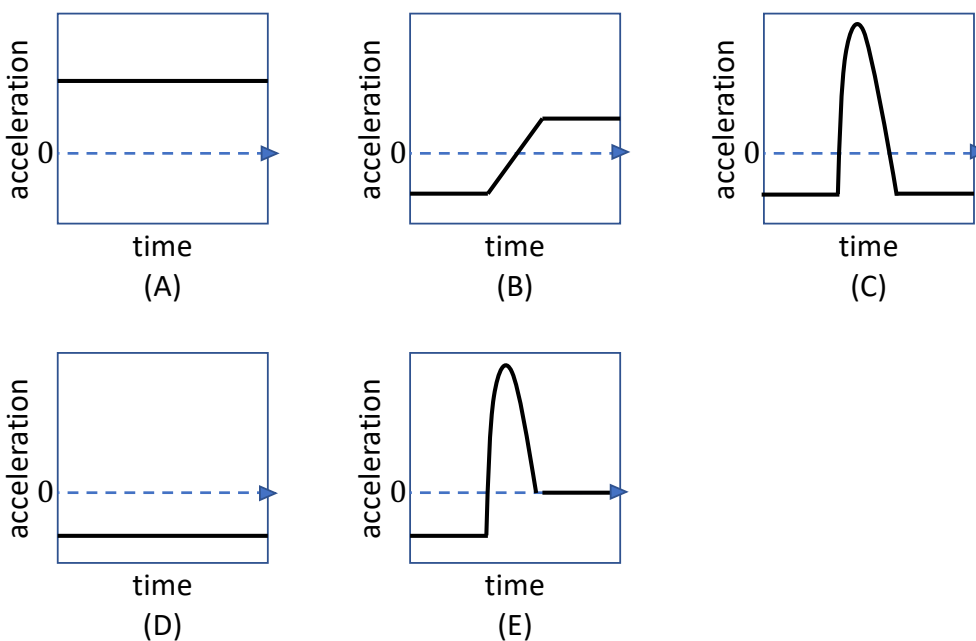 acceleration
0
time
(A)
acceleration
0
time
(B)
acceleration
0
time
(C)
acceleration
0
time
(D)
acceleration
0
time
(E)